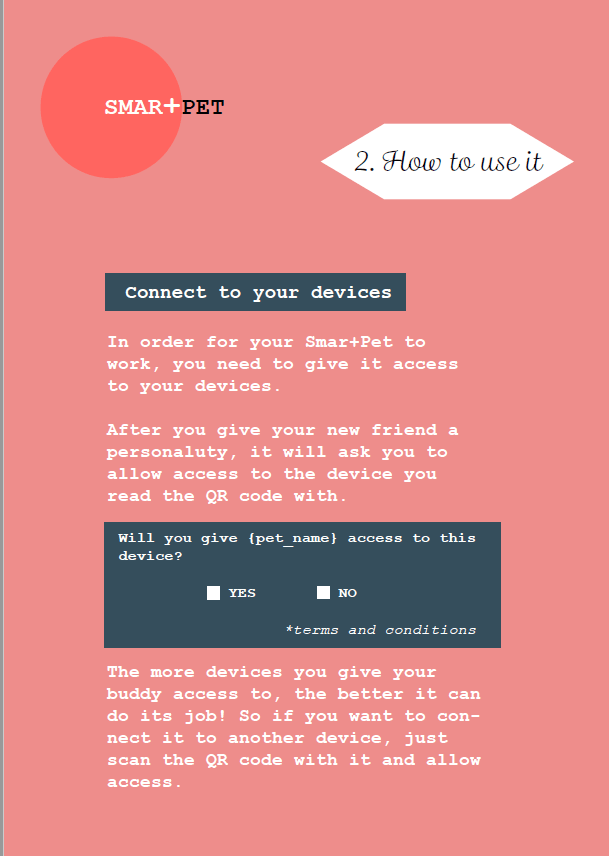 SMAR+PET
2. How to use it
Connect to your devices
In order for your Smar+Pet to
work, you need to give it access
to your devices.
After you give your new friend a
personaluty, it will ask you to
allow access to the device you
read the QR code with.
Will you give {pet_name} access to this
device?
YES NO
*terms and conditions
The more devices you give your
buddy access to, the better it can
do its job! So if you want to con-
nect it to another device, just
scan the QR code with it and allow
access.